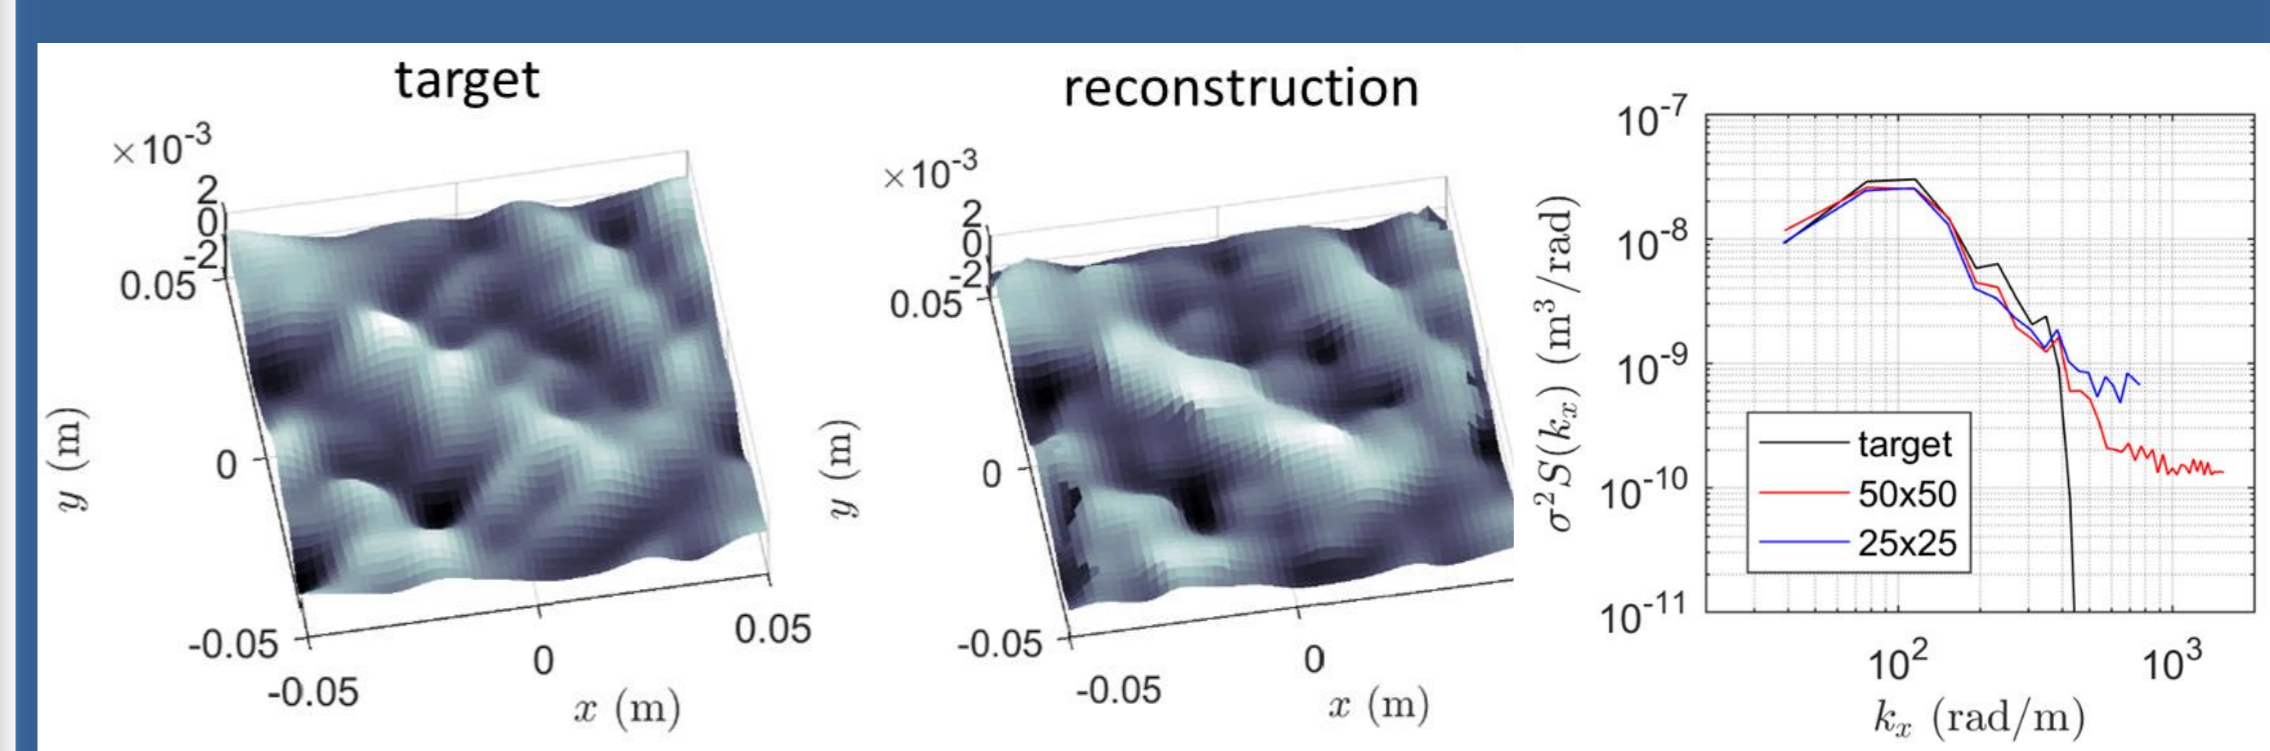 target
×10⁻³
2
0
-2
0.05
0
-0.05
y (m)
-0.05
0
0.05
x (m)
reconstruction
×10⁻³
2
0
-2
0.05
0
-0.05
y (m)
-0.05
0
x (m)
10⁻⁷
10⁻⁸
10⁻⁹
10⁻¹⁰
10⁻¹¹
σ²S(kₓ) (m³/rad)
target
50x50
25x25
10²
10³
kₓ (rad/m)